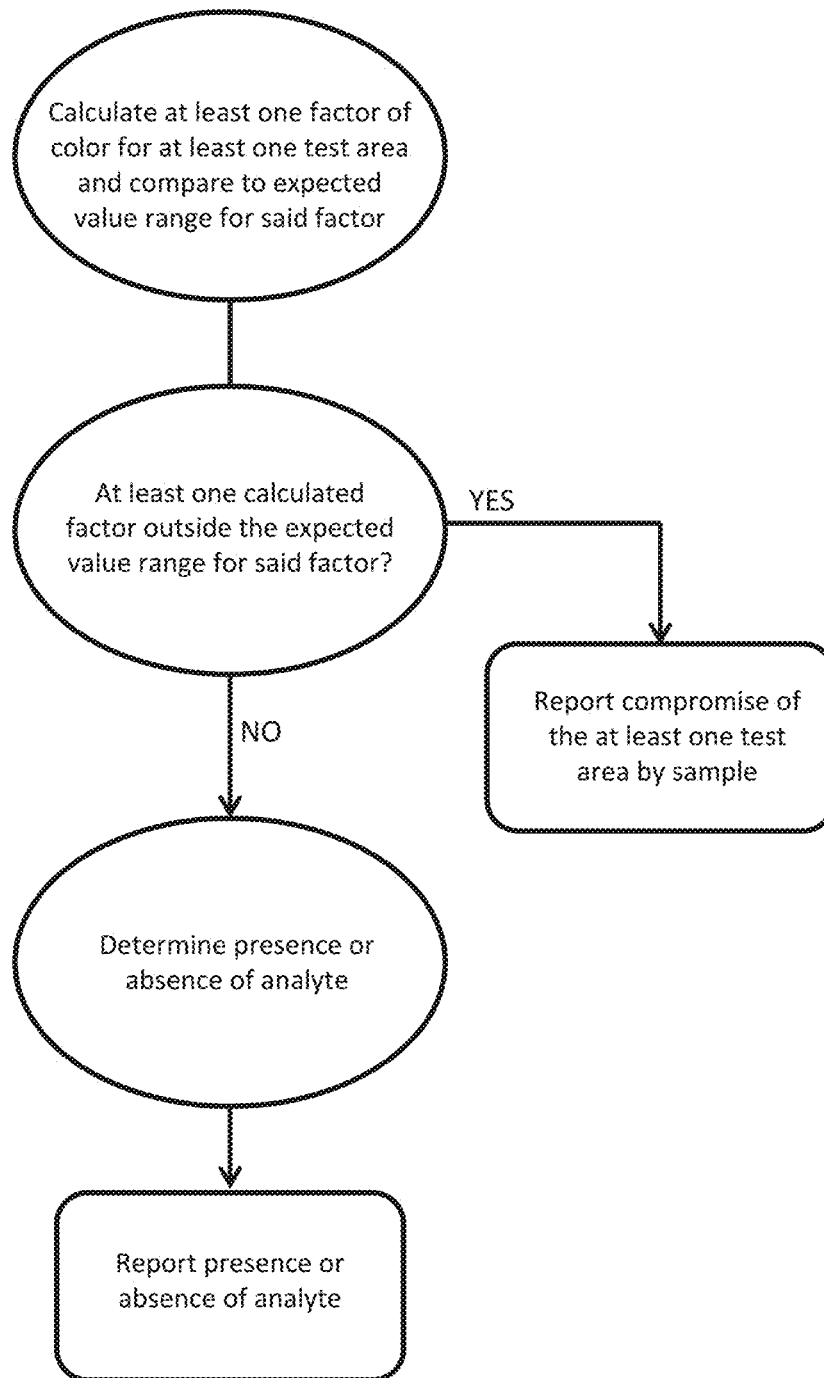 Calculate at least one factor of
color for at least one test area
and compare to expected
value range for said factor
At least one calculated
factor outside the expected
value range for said factor?
YES
Report compromise of
the at least one test
area by sample
NO
Determine presence or
absence of analyte
Report presence or
absence of analyte